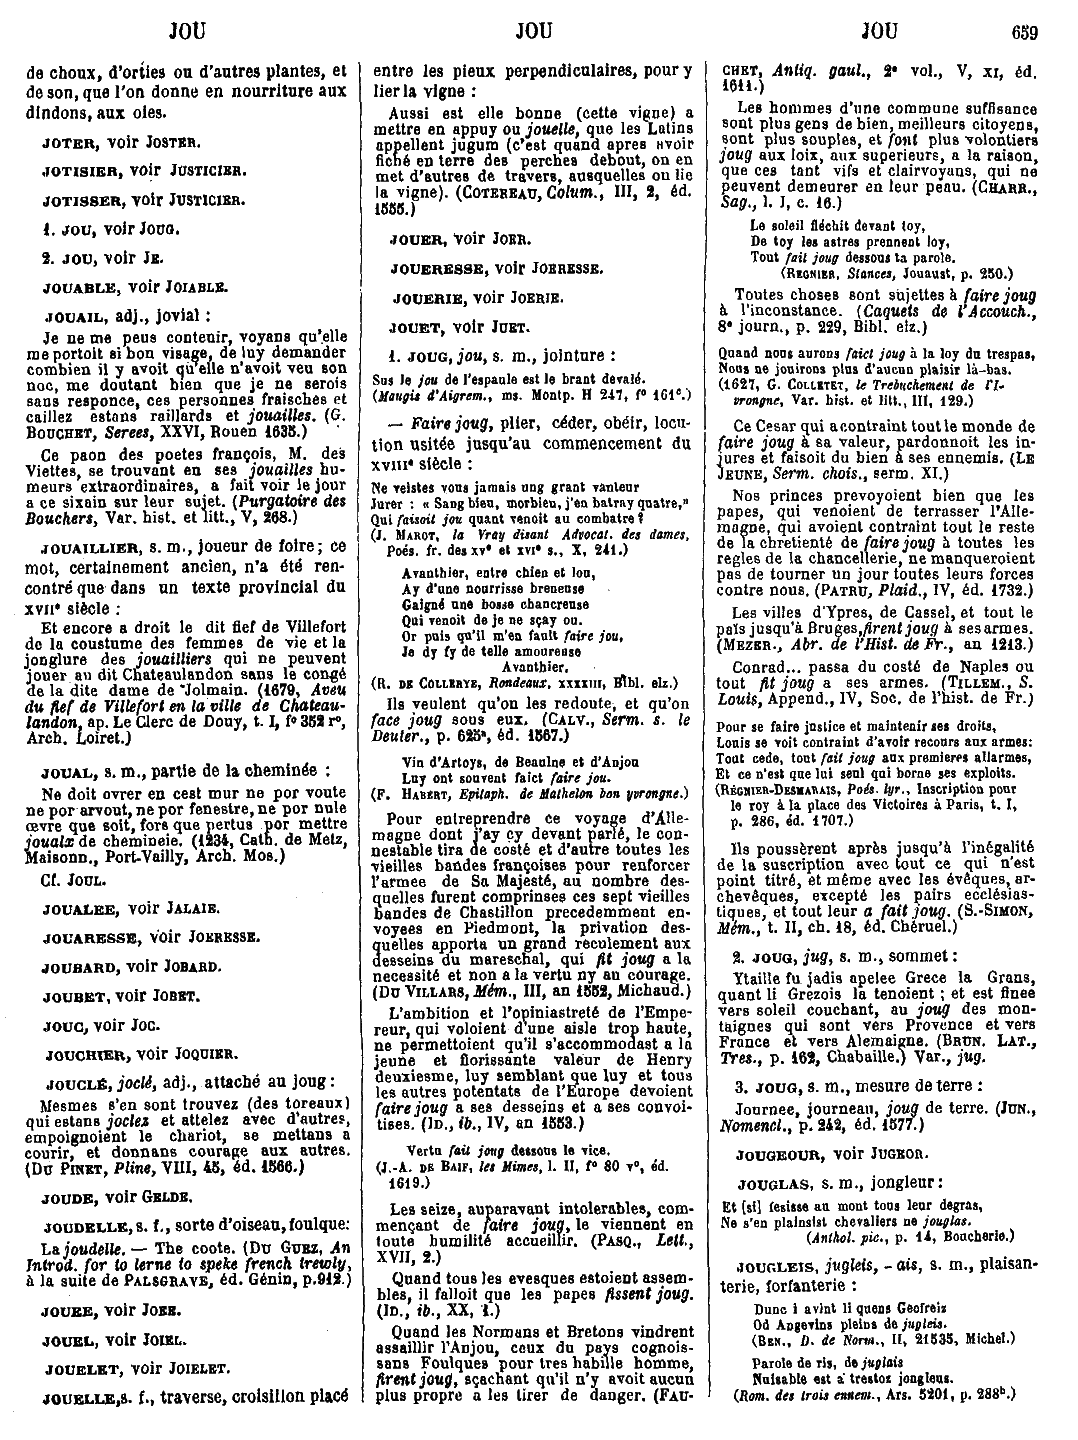 JOU
JOU
JOU
659
de choux, d'orties ou d'autres plantes, et
de son, que l'on donne en nourriture aux
dindons, aux oies.
JOTER, voir JOSTER.
JOTISIER, voir JUSTICIER.
JOTISSER, voir JUSTICIER.
1. JOU, voir JOUG.
2. JOU, voir JE.
JOUABLE, voir JOIABLE.
JOUAIL, adj., jovial :
Je ne me peus contenir, voyans qu'elle
me portoit si bon visage, de luy demander
combien il y avoit qu'elle n'avoit veu son
noc, me doutant bien que je ne serois
sans responce, ces personnes fraisches et
caillez estans raillards et jouailles. (G.
BOUCHET, Serees, XXVI, Rouen 1635.)
Ce paon des poetes françois, M. des
Viettes, se trouvant en ses jouailles hu-
meurs extraordinaires, a fait voir le jour
a ce sixain sur leur sujet. (Purgatoire des
Bouchers, Var. hist. et litt., V, 268.)
JOUAILLIER, s. m., joueur de foire; ce
mot, certainement ancien, n'a été ren-
contré que dans un texte provincial du
XVIIe siècle :
Et encore a droit le dit fief de Villefort
de la coustume des femmes de vie et la
jonglure des jouailliers qui ne peuvent
jouer au dit Chateaulandon sans le congé
de la dite dame de Jolmain. (1679, Aveu
du fief de Villefort en la ville de Chateau-
landon, ap. Le Clerc de Douy, t. I, f° 352 r°,
Arch. Loiret.)
JOUAL, s. m., partie de la cheminée :
Ne doit ovrer en cest mur ne por voute
ne por arvout, ne por fenestre, ne por nule
œvre que soit, fors que pertus por mettre
joualx de chemineie. (1234, Cath. de Metz,
Maisonn., Port-Vailly, Arch. Mos.)
Cf. JOUL.
JOUALEE, voir JALAIE.
JOUARESSE, voir JOERESSE.
JOUBARD, voir JOBARD.
JOUBET, voir JOBET.
JOUC, voir JOC.
JOUCHIER, voir JOQUIER.
JOUCLÉ, joclé, adj., attaché au joug :
Mesmes s'en sont trouvez (des toreaux)
qui estans joclez et attelez avec d'autres,
empoignoient le chariot, se mettans a
courir, et donnans courage aux autres.
(DU PINET, Pline, VIII, 45, éd. 1566.)
JOUDE, voir GELDE.
JOUDELLE, s. f., sorte d'oiseau, foulque:
La joudelle. — The coote. (DU GUEZ, An
Introd. for to lerne to speke french trewly,
à la suite de PALSGRAVE, éd. Génin, p. 912.)
JOUEE, voir JOEE.
JOUEL, voir JOIEL.
JOUELET, voir JOIELET.
JOUELLE, s. f., traverse, croisillon placé
entre les pieux perpendiculaires, pour y
lier la vigne :
Aussi est elle bonne (cette vigne) a
mettre en appuy ou jouelle, que les Latins
appellent jugum (c'est quand apres avoir
fiché en terre des perches debout, on en
met d'autres de travers, ausquelles ou lie
la vigne). (COTEREAU, Colum., III, 2, éd.
1555.)
JOUER, voir JOER.
JOUERESSE, voir JOERESSE.
JOUERIE, voir JOERIE.
JOUET, voir JUET.
1. JOUG, jou, s. m., jointure :
Sus le jou de l'espaule est le brant devalé.
(Maugis d'Aigrem., ms. Montp. H 247, f° 161c.)
— Faire joug, plier, céder, obéir, locu-
tion usitée jusqu'au commencement du
XVIIIe siècle :
Ne veistes vous jamais ung grant vanteur
Jurer : « Sang bieu, morbieu, j'en batray quatre,"
Qui faisoit jou quant venoit au combatre ?
(J. MAROT, la Vray disant Advocat. des dames,
Poés. fr. des XVe et XVIe s., X, 241.)
Avanthier, entre chien et lou,
Ay d'une nourrisse breneuse
Gaigné une bosse chancreuse
Qui venoit de je ne sçay ou.
Or puis qu'il m'en fault faire jou,
Je dy fy de telle amoureuse
Avanthier.
(R. DE COLLERYE, Rondeaux, XXXIII, Bibl. elz.)
Ils veulent qu'on les redoute, et qu'on
face joug sous eux. (CALV., Serm. s. le
Deuter., p. 625a, éd. 1567.)
Vin d'Artoys, de Beaulne et d'Anjou
Luy ont souvent faict faire jou.
(F. HABERT, Epitaph. de Mathelon bon yvrongne.)
Pour entreprendre ce voyage d'Alle-
magne dont j'ay cy devant parlé, le con-
nestable tira de costé et d'autre toutes les
vieilles bandes françoises pour renforcer
l'armee de Sa Majesté, au nombre des-
quelles furent comprinses ces sept vieilles
bandes de Chastillon precedemment en-
voyees en Piedmont, la privation des-
quelles apporta un grand reculement aux
desseins du mareschal, qui fit joug a la
necessité et non a la vertu ny au courage.
(DU VILLARS, Mém., III, an 1552, Michaud.)
L'ambition et l'opiniastreté de l'Empe-
reur, qui voloient d'une aisle trop haute,
ne permettoient qu'il s'accommodast a la
jeune et florissante valeur de Henry
deuxiesme, luy semblant que luy et tous
les autres potentats de l'Europe devoient
faire joug a ses desseins et a ses convoi-
tises. (ID., ib., IV, an 1553.)
Vertu fait joug dessous le vice.
(J.-A. DE BAIF, les Mimes, l. II, f° 80 v°, éd.
1619.)
Les seize, auparavant intolerables, com-
mençant de faire joug, le viennent en
toute humilité accueillir. (PASQ., Lett.,
XVII, 2.)
Quand tous les evesques estoient assem-
bles, il falloit que les papes fissent joug.
(ID., ib., XX, 1.)
Quand les Normans et Bretons vindrent
assaillir l'Anjou, ceux du pays cognois-
sans Foulques pour tres habille homme,
firent joug, sçachant qu'il n'y avoit aucun
plus propre a les tirer de danger. (FAU-
CHET, Antiq. gaul., 2e vol., V, XI, éd.
1611.)
Les hommes d'une commune suffisance
sont plus gens de bien, meilleurs citoyens,
sont plus souples, et font plus volontiers
joug aux loix, aux superieurs, a la raison,
que ces tant vifs et clairvoyans, qui ne
peuvent demeurer en leur peau. (CHARR.,
Sag., l. I, c. 16.)
Le soleil fléchit devant toy,
De toy les astres prennent loy,
Tout fait joug dessous ta parole.
(REGNIER, Stances, Jouaust, p. 250.)
Toutes choses sont sujettes à faire joug
à l'inconstance. (Caquets de l'Accouch.,
8e journ., p. 229, Bibl. elz.)
Quand nous aurons faict joug à la loy du trespas,
Nous ne jouirons plus d'aucun plaisir là-bas.
(1627, G. COLLETET, le Trebuchement de l'I-
vrongne, Var. hist. et litt., III, 129.)
Ce Cesar qui a contraint tout le monde de
faire joug à sa valeur, pardonnoit les in-
jures et faisoit du bien à ses ennemis. (LE
JEUNE, Serm. chois., serm. XI.)
Nos princes prevoyoient bien que les
papes, qui venoient de terrasser l'Alle-
magne, qui avoient contraint tout le reste
de la chretienté de faire joug à toutes les
regles de la chancellerie, ne manqueroient
pas de tourner un jour toutes leurs forces
contre nous. (PATRU, Plaid., IV, éd. 1732.)
Les villes d'Ypres, de Cassel, et tout le
païs jusqu'à Bruges, firent joug à ses armes.
(MEZER., Abr. de l'Hist. de Fr., an 1213.)
Conrad... passa du costé de Naples ou
tout fit joug a ses armes. (TILLEM., S.
Louis, Append., IV, Soc. de l'hist. de Fr.)
Pour se faire justice et maintenir ses droits,
Louis se voit contraint d'avoir recours aux armes:
Tout cede, tout fait joug aux premieres allarmes,
Et ce n'est que lui seul qui borne ses exploits.
(RÉGNIER-DESMARAIS, Poés. lyr., Inscription pour
le roy à la place des Victoires à Paris, t. I,
p. 286, éd. 1707.)
Ils poussèrent après jusqu'à l'inégalité
de la suscription avec tout ce qui n'est
point titré, et même avec les évêques, ar-
chevêques, excepté les pairs ecclésias-
tiques, et tout leur a fait joug. (S.-SIMON,
Mém., t. II, ch. 18, éd. Chéruel.)
2. JOUG, jug, s. m., sommet :
Ytaille fu jadis apelee Grece la Grans,
quant li Grezois la tenoient ; et est finee
vers soleil couchant, au joug des mon-
taignes qui sont vers Provence et vers
France et vers Alemaigne. (BRUN. LAT.,
Tres., p. 162, Chabaille.) Var., jug.
3. JOUG, s. m., mesure de terre :
Journee, journeau, joug de terre. (JUN.,
Nomencl., p. 242, éd. 1577.)
JOUGEOUR, voir JUGEOR.
JOUGLAS, s. m., jongleur :
Et [si] fesisse au mont tous leur degras,
Ne s'en plainsist chevaliers ne jouglas.
(Anthol. pic., p. 14, Boucherie.)
JOUGLEIS, jugleis, - ais, s. m., plaisan-
terie, forfanterie :
Dunc i avint li quens Geofreiz
Od Angevins pleins de jugleis.
(BEN., D. de Norm., II, 21535, Michel.)
Parole de ris, de juglais
Nuisable est a trestoz jongleus.
(Rom. des trois ennem., Ars. 5201, p. 288b.)